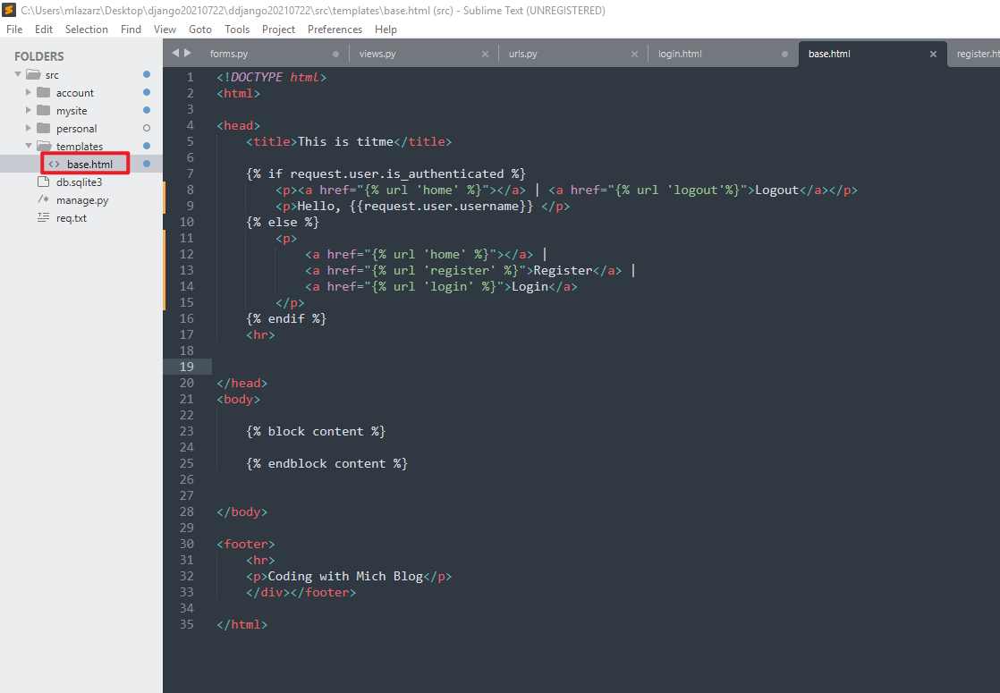 C:\Users\mlazarz\Desktop\django20210722\ddjango20210722\src\templates\base.html (src) - Sublime Text (UNREGISTERED)
File Edit Selection Find View Goto Tools Project Preferences Help
FOLDERS
src
account
mysite
personal
templates
<> base.html
db.sqlite3
/* manage.py
req.txt
forms.py views.py urls.py login.html base.html register.ht
1 <!DOCTYPE html>
2 <html>
3
4 <head>
5 <title>This is titme</title>
6
7 {% if request.user.is_authenticated %}
8 <p><a href="{% url 'home' %}"></a> | <a href="{% url 'logout'%}">Logout</a></p>
9 <p>Hello, {{request.user.username}} </p>
10 {% else %}
11 <p>
12 <a href="{% url 'home' %}"></a> |
13 <a href="{% url 'register' %}">Register</a> |
14 <a href="{% url 'login' %}">Login</a>
15 </p>
16 {% endif %}
17 <hr>
18
19
20 </head>
21 <body>
22
23 {% block content %}
24
25 {% endblock content %}
26
27
28 </body>
29
30 <footer>
31 <hr>
32 <p>Coding with Mich Blog</p>
33 </div></footer>
34
35 </html>